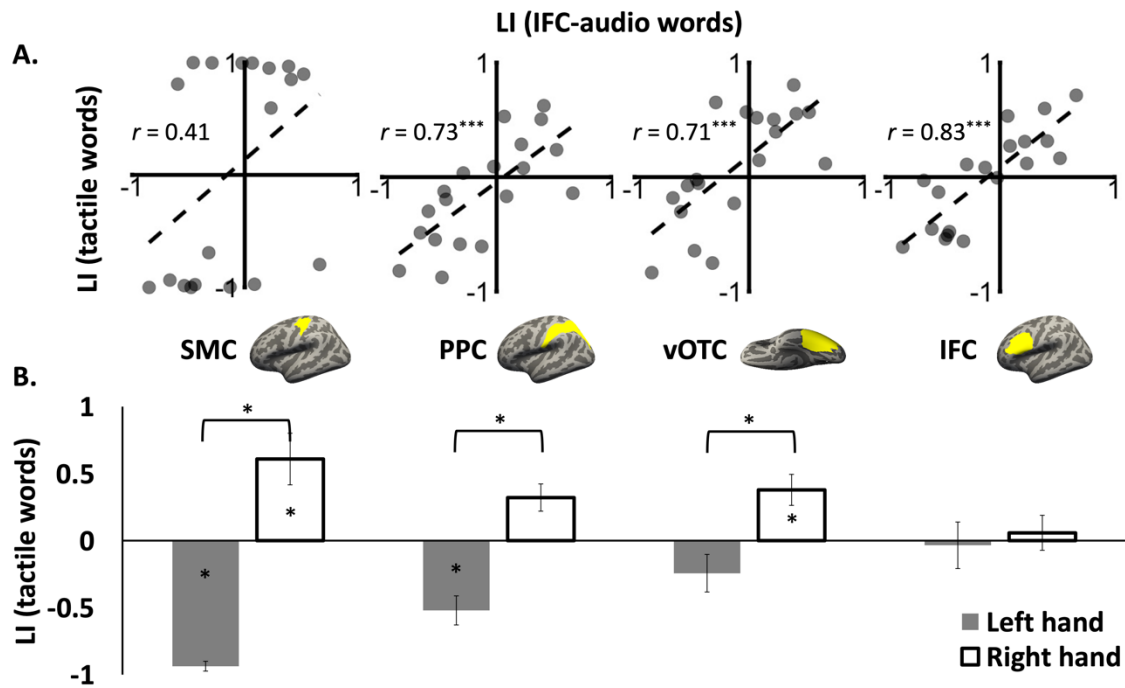 LI (IFC-audio words)
A.
LI (tactile words)
1 1 1 1
r = 0.41 r = 0.73*** r = 0.71*** r = 0.83***
-1 1 -1 1 -1 1 -1 1
-1 -1 -1 -1
SMC PPC vOTC IFC
B.
LI (tactile words)
1
* * *
0.5
* *
0
* *
-0.5
-1
Left hand
Right hand